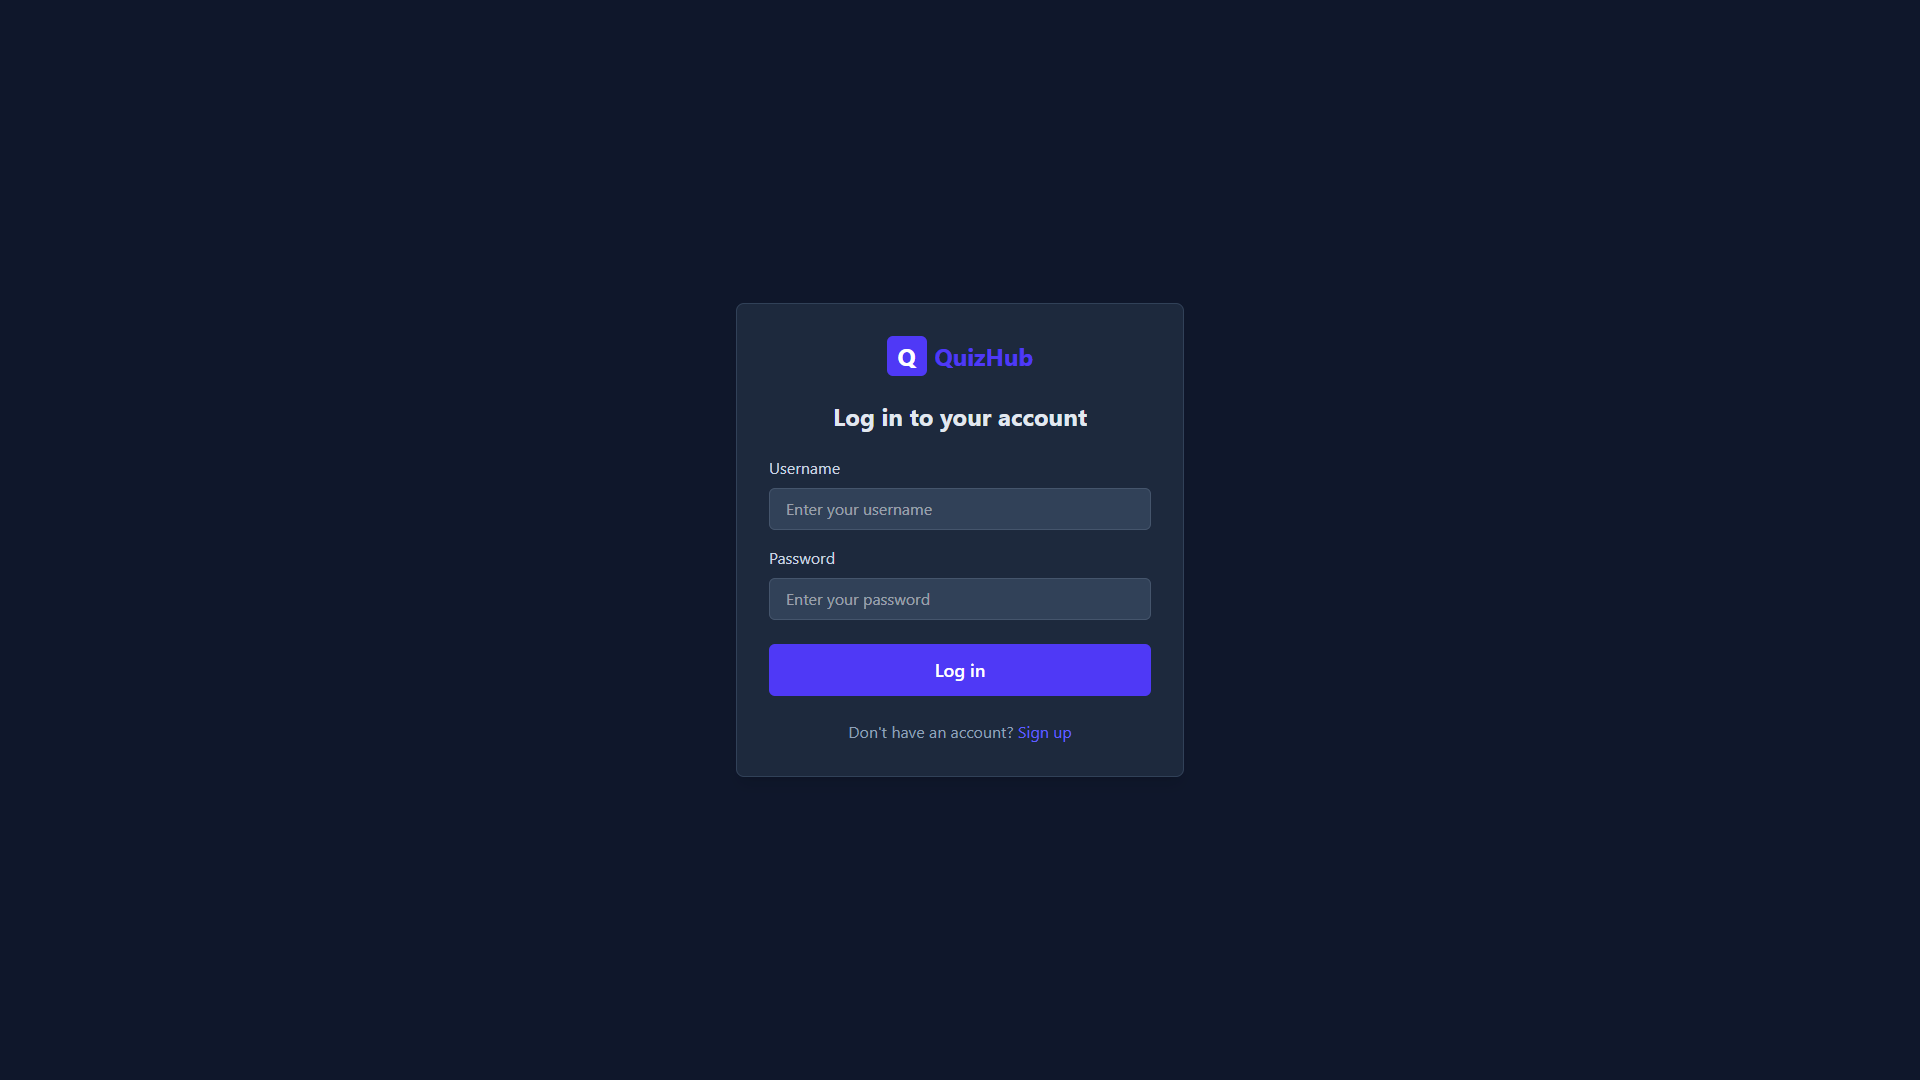 Q QuizHub
Log in to your account
Username
Enter your username
Password
Enter your password
Log in
Don't have an account? Sign up